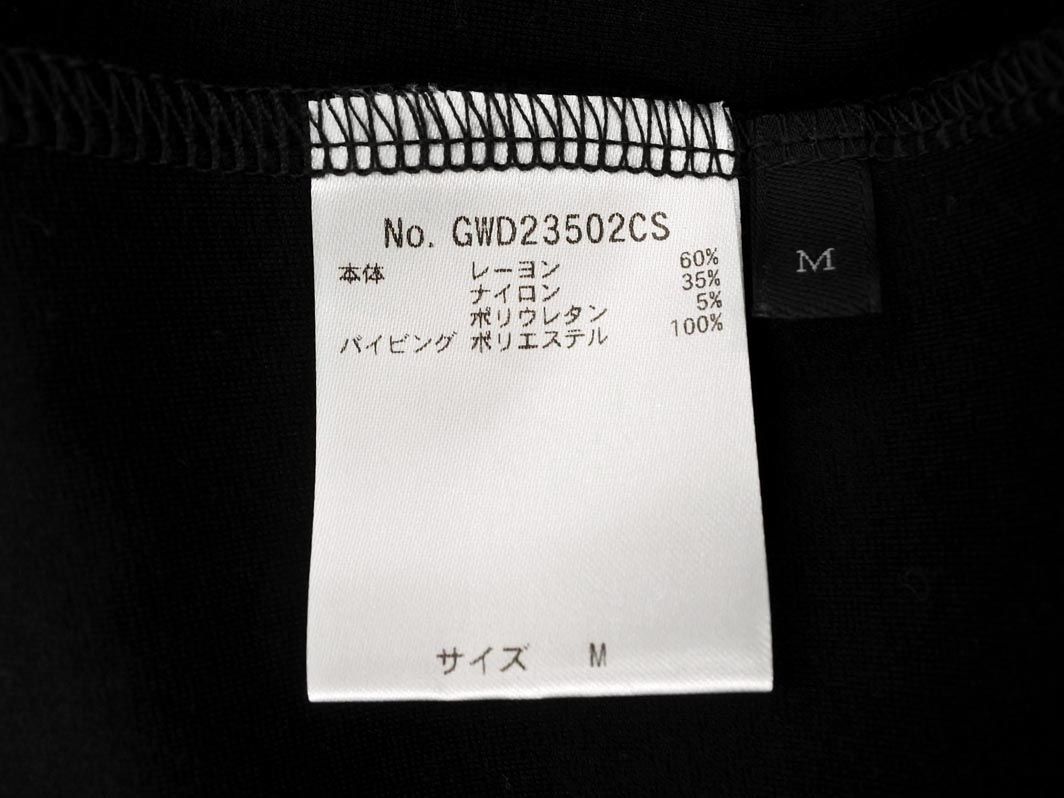 No. GWD23502CS
本体 レーヨン 60%
ナイロン 35%
ポリウレタン 5%
パイピング ポリエステル 100%
サイズ M
M